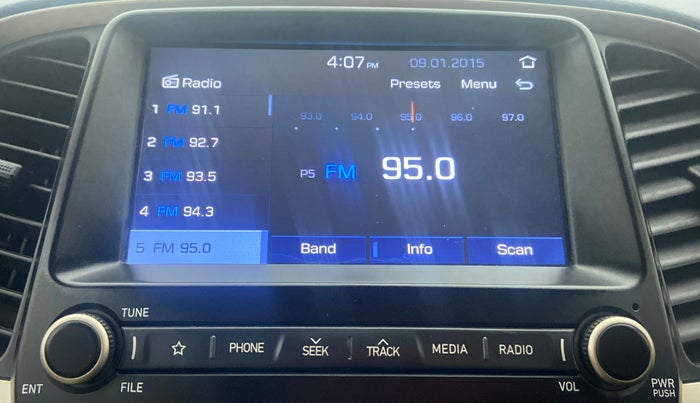 4:07 PM 09.01.2015
Radio Presets Menu
1 FM 91.1
2 FM 92.7
3 FM 93.5
4 FM 94.3
5 FM 95.0
93.0 94.0 95.0 96.0 97.0
P5 FM 95.0
Band Info Scan
TUNE
PHONE SEEK TRACK MEDIA RADIO
ENT FILE VOL PWR
PUSH